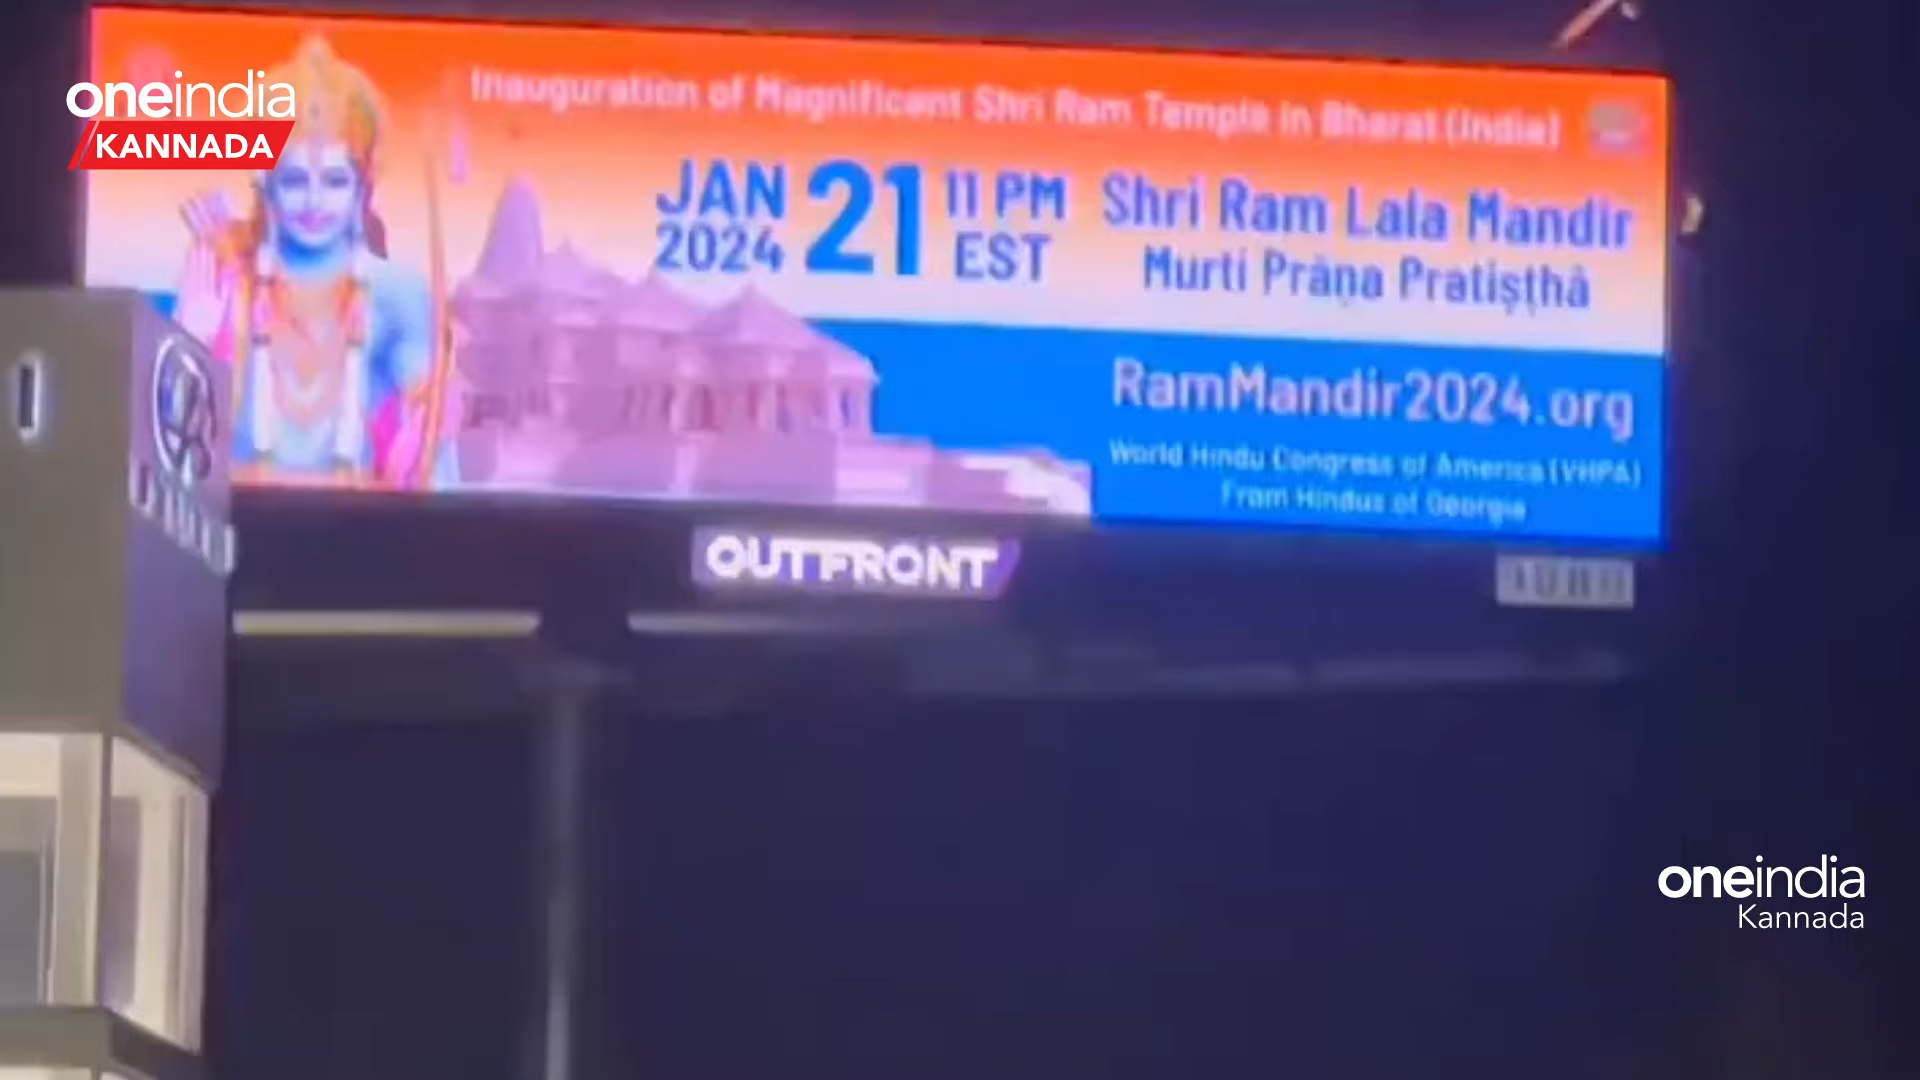 oneindia
KANNADA
Inauguration of Magnificent Shri Ram Temple in Bharat (India)
JAN 21 11 PM
2024 EST
Shri Ram Lala Mandir
Murti Prāṇa Pratiṣṭhā
RamMandir2024.org
World Hindu Congress of America (VHPA)
From Hindus of Georgia
OUTFRONT
oneindia
Kannada